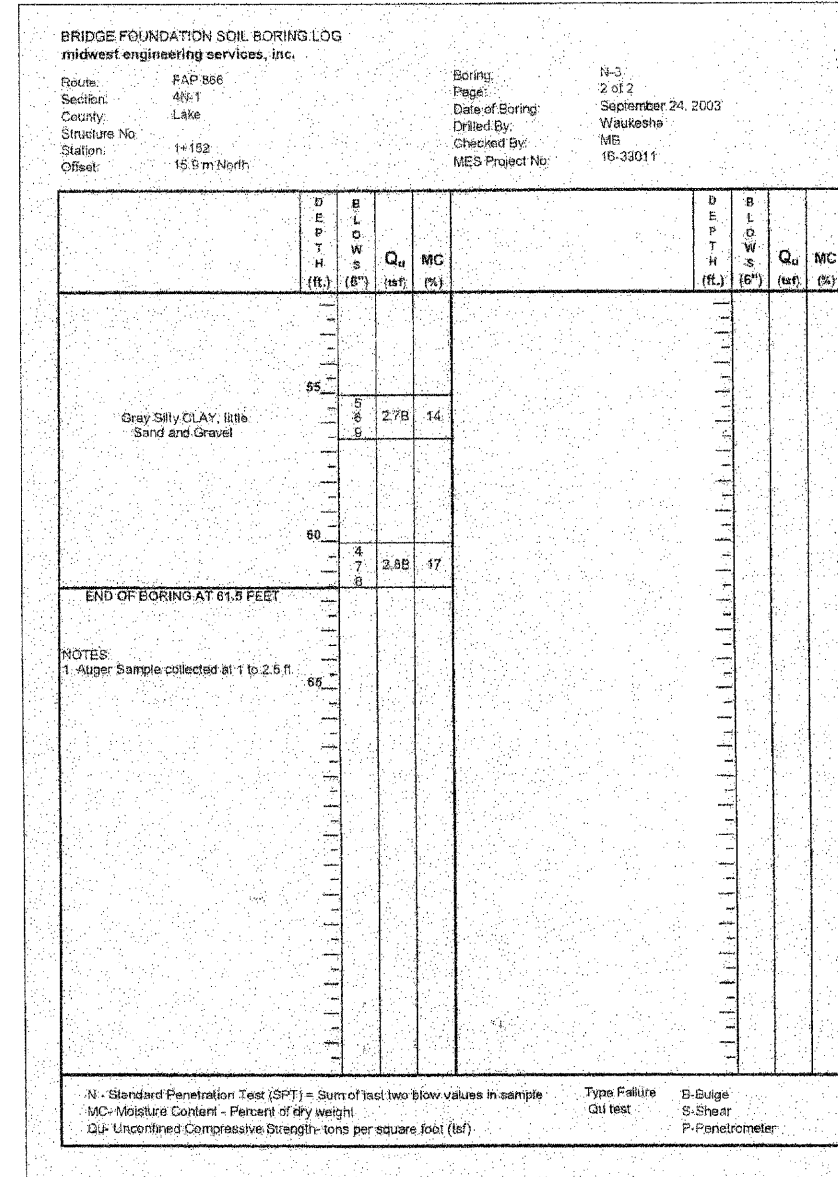 BRIDGE FOUNDATION SOIL BORING LOG
midwest engineering services, inc.
Route: FAP 866
Section: 4N-1
County: Lake
Structure No
Station: 1+152
Offset: 15.9 m North
Boring: N-3
Page: 2 of 2
Date of Boring: September 24, 2003
Drilled By: Waukesha
Checked By: MB
MES Project No: 16-33011
DEPTH (ft.) BLOWS (6") Qu (tsf) MC (%) DEPTH (ft.) BLOWS (6") Qu (tsf) MC (%)
55
5
Gray Silty CLAY, little 6 2.7B 14
Sand and Gravel 9
60
4
7 2.8B 17
8
END OF BORING AT 61.5 FEET
NOTES:
1 Auger Sample collected at 1 to 2.5 ft.
65
N - Standard Penetration Test (SPT) = Sum of last two blow values in sample
MC- Moisture Content - Percent of dry weight
Qu- Unconfined Compressive Strength- tons per square foot (tsf)
Type Failure B-Bulge
Qu test S-Shear
P-Penetrometer